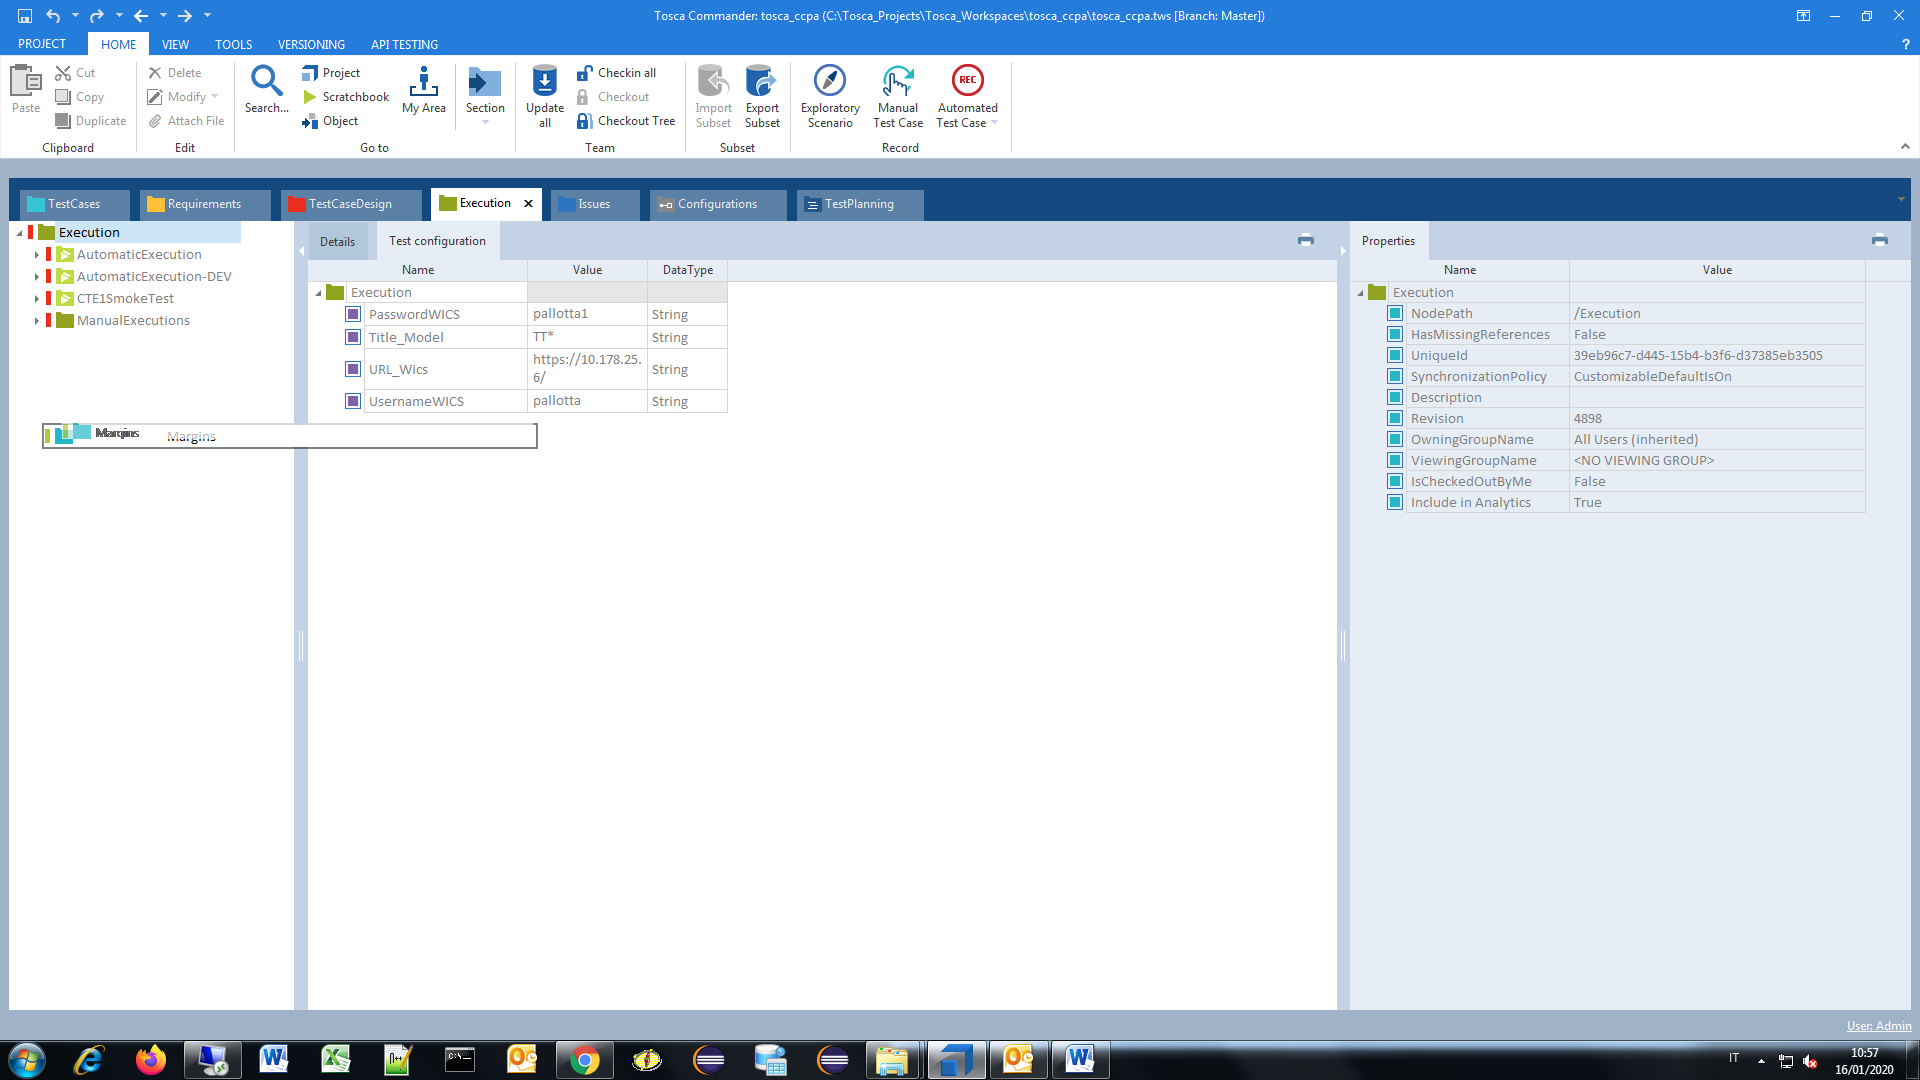 Tosca Commander: tosca_ccpa (C:\Tosca_Projects\Tosca_Workspaces\tosca_ccpa\tosca_ccpa.tws [Branch: Master])
PROJECT HOME VIEW TOOLS VERSIONING API TESTING ?
Paste
Cut
Copy
Duplicate
Clipboard
Delete
Modify
Attach File
Edit
Search...
Project
Scratchbook
Object
My Area
Section
Go to
Update all
Checkin all
Checkout
Checkout Tree
Team
Import Subset
Export Subset
Subset
Exploratory Scenario
Manual Test Case
REC
Automated Test Case
Record
TestCases Requirements TestCaseDesign Execution Issues Configurations TestPlanning
Execution
AutomaticExecution
AutomaticExecution-DEV
CTE1SmokeTest
ManualExecutions
Margins Margins
Details Test configuration
Name Value DataType
Execution
PasswordWICS pallotta1 String
Title_Model TT* String
URL_Wics https://10.178.25.6/ String
UsernameWICS pallotta String
Properties
Name Value
Execution
NodePath /Execution
HasMissingReferences False
UniqueId 39eb96c7-d445-15b4-b3f6-d37385eb3505
SynchronizationPolicy CustomizableDefaultIsOn
Description
Revision 4898
OwningGroupName All Users (inherited)
ViewingGroupName <NO VIEWING GROUP>
IsCheckedOutByMe False
Include in Analytics True
User: Admin
IT
10:57
16/01/2020